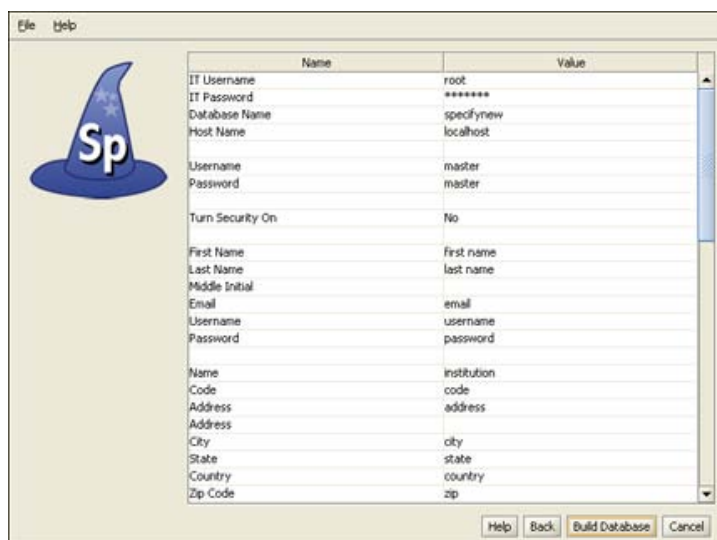 File Help
Sp
Name Value
IT Username root
IT Password *******
Database Name specifynew
Host Name localhost
Username master
Password master
Turn Security On No
First Name first name
Last Name last name
Middle Initial
Email email
Username username
Password password
Name institution
Code code
Address address
Address
City city
State state
Country country
Zip Code zip
Help Back Build Database Cancel